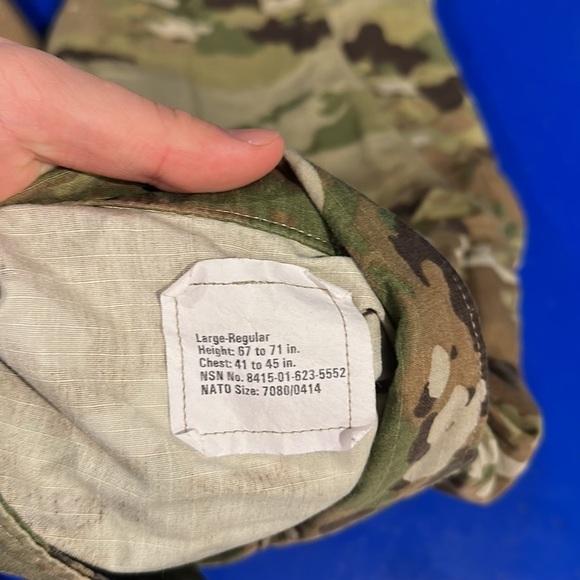 Large-Regular
Height: 67 to 71 in.
Chest: 41 to 45 in.
NSN No. 8415-01-623-5552
NATO Size: 7080/0414